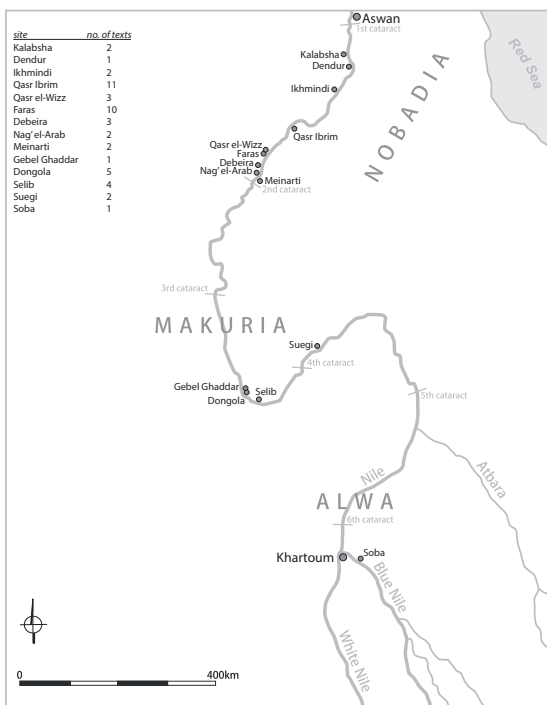 site no. of texts
Kalabsha 2
Dendur 1
Ikhmindi 2
Qasr Ibrim 11
Qasr el-Wizz 3
Faras 10
Debeira 3
Nag' el-Arab 2
Meinarti 2
Gebel Ghaddar 1
Dongola 5
Selib 4
Suegi 2
Soba 1
Aswan
1st cataract
Red Sea
Kalabsha
Dendur
NOBADIA
Ikhmindi
Qasr Ibrim
Qasr el-Wizz
Faras
Debeira
Nag' el-Arab
Meinarti
2nd cataract
3rd cataract
MAKURIA
Suegi
4th cataract
Gebel Ghaddar
Selib
Dongola
5th cataract
Atbara
Nile
ALWA
6th cataract
Khartoum
Soba
Blue Nile
White Nile
0 400km